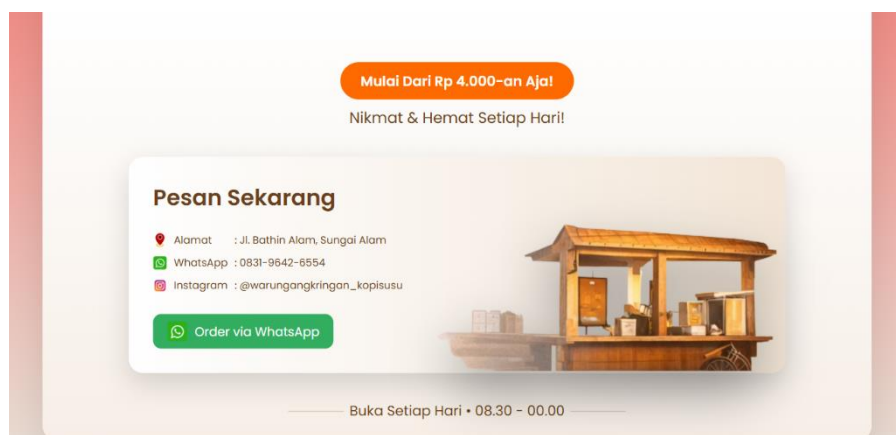 Mulai Dari Rp 4.000-an Aja!
Nikmat & Hemat Setiap Hari!
Pesan Sekarang
Alamat : Jl. Bathin Alam, Sungai Alam
WhatsApp : 0831-9642-6554
Instagram : @warungangkringan_kopisusu
Order via WhatsApp
Buka Setiap Hari • 08.30 - 00.00